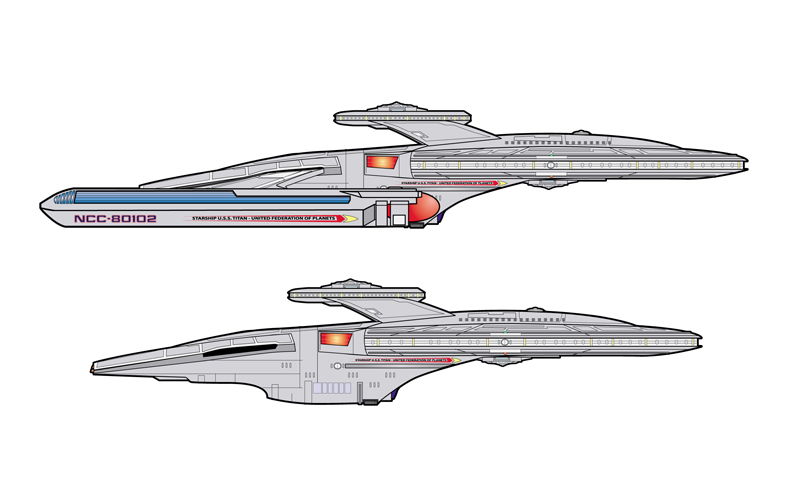 STARSHIP U.S.S. TITAN - UNITED FEDERATION OF PLANETS
NCC-80102
STARSHIP U.S.S. TITAN - UNITED FEDERATION OF PLANETS
STARSHIP U.S.S. TITAN - UNITED FEDERATION OF PLANETS